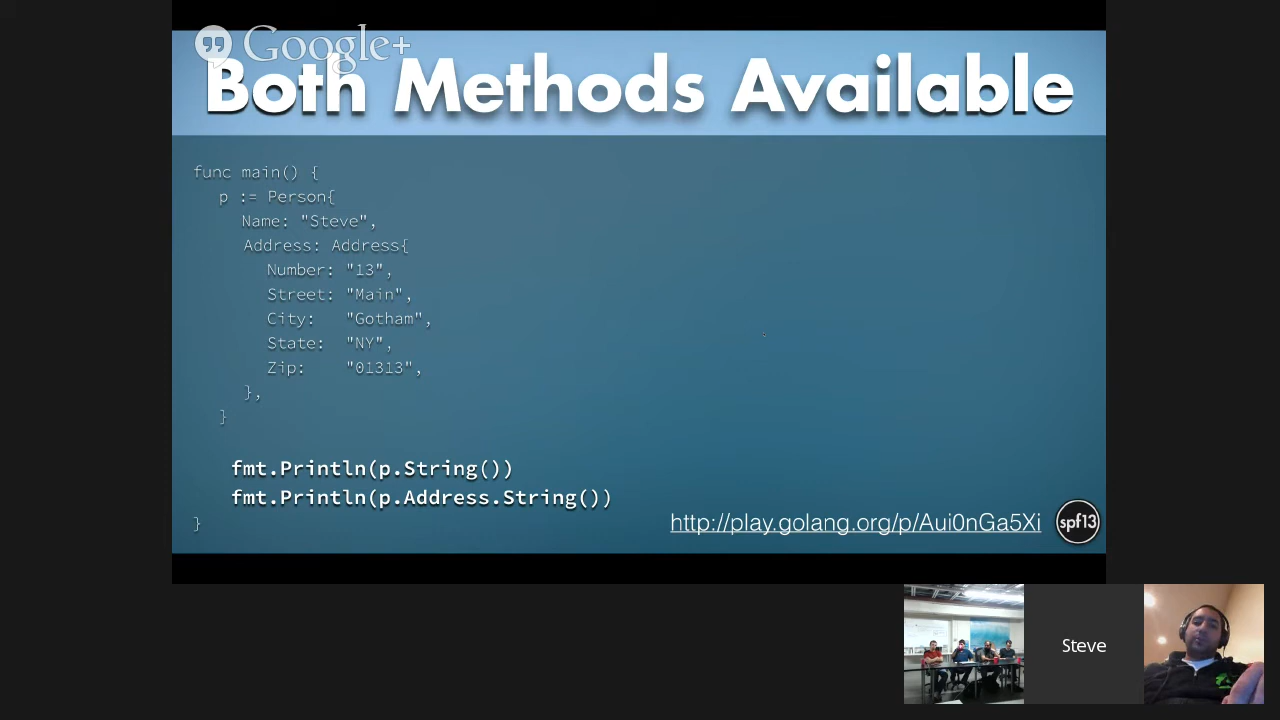 Google+
Both Methods Available
func main() {
p := Person{
Name: "Steve",
Address: Address{
Number: "13",
Street: "Main",
City: "Gotham",
State: "NY",
Zip: "01313",
},
}
fmt.Println(p.String())
fmt.Println(p.Address.String())
}
http://play.golang.org/p/Aui0nGa5Xi
spf13
Steve